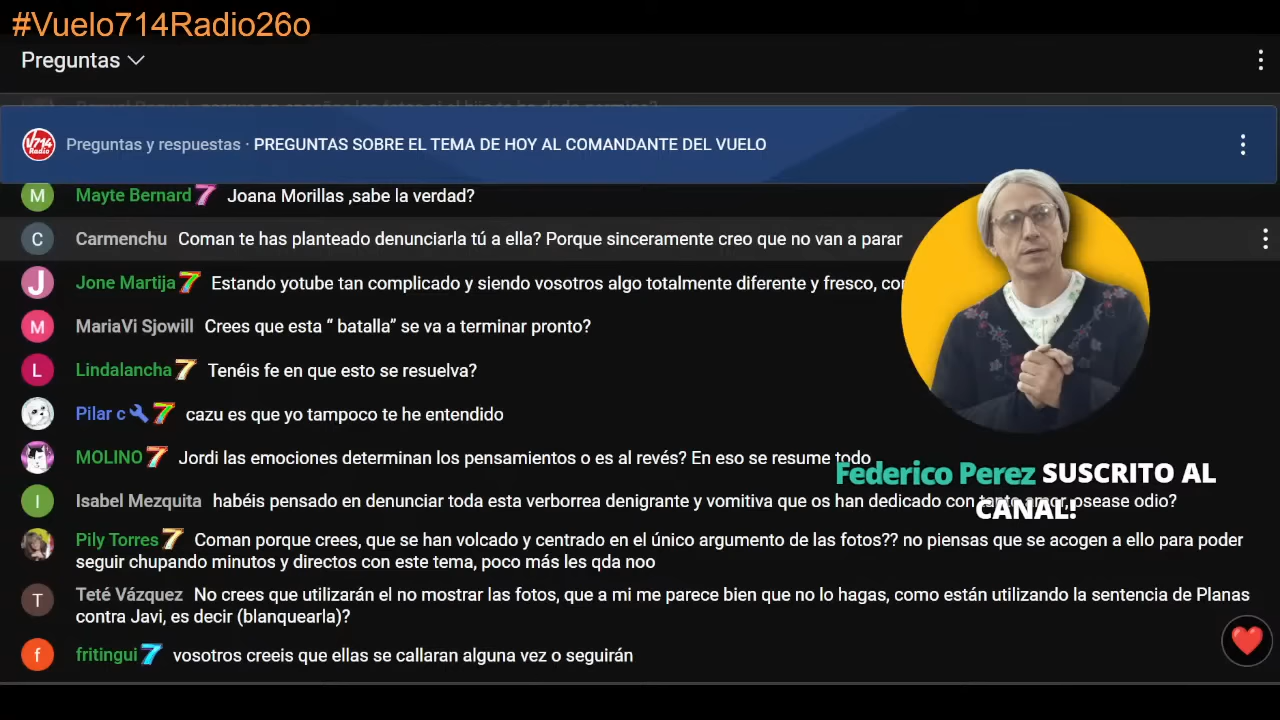 #Vuelo714Radio26o
Preguntas
V714 Radio
Preguntas y respuestas · PREGUNTAS SOBRE EL TEMA DE HOY AL COMANDANTE DEL VUELO
M Mayte Bernard 7 Joana Morillas ,sabe la verdad?
C Carmenchu Coman te has planteado denunciarla tú a ella? Porque sinceramente creo que no van a parar
J Jone Martija 7 Estando yotube tan complicado y siendo vosotros algo totalmente diferente y fresco,
M MariaVi Sjowill Crees que esta “ batalla” se va a terminar pronto?
L Lindalancha 7 Tenéis fe en que esto se resuelva?
Pilar c 7 cazu es que yo tampoco te he entendido
MOLINO 7 Jordi las emociones determinan los pensamientos o es al revés? En eso se resume todo
Federico Perez SUSCRITO AL
CANAL!
I Isabel Mezquita habéis pensado en denunciar toda esta verborrea denigrante y vomitiva que os han dedicado con tanto amor, osease odio?
Pily Torres 7 Coman porque crees, que se han volcado y centrado en el único argumento de las fotos?? no piensas que se acogen a ello para poder
seguir chupando minutos y directos con este tema, poco más les qda noo
T Teté Vázquez No crees que utilizarán el no mostrar las fotos, que a mi me parece bien que no lo hagas, como están utilizando la sentencia de Planas
contra Javi, es decir (blanquearla)?
f fritingui 7 vosotros creeis que ellas se callaran alguna vez o seguirán